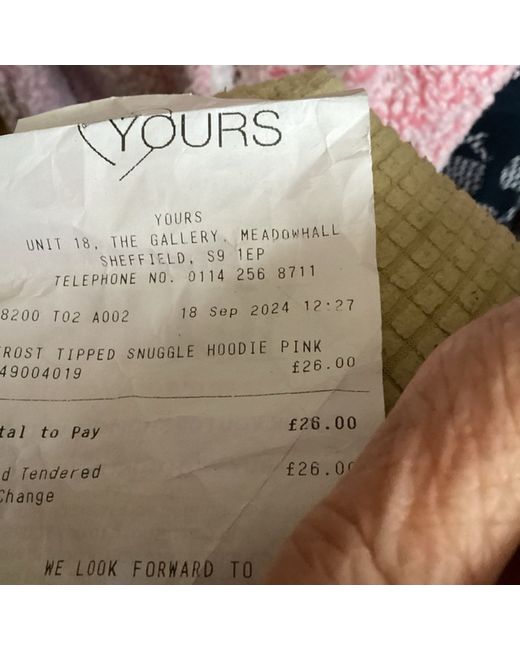 YOURS
YOURS
UNIT 18, THE GALLERY, MEADOWHALL
SHEFFIELD, S9 1EP
TELEPHONE NO. 0114 256 8711
8200 T02 A002 18 Sep 2024 12:27
ROST TIPPED SNUGGLE HOODIE PINK
49004019 £26.00
tal to Pay £26.00
d Tendered £26.00
Change
WE LOOK FORWARD TO